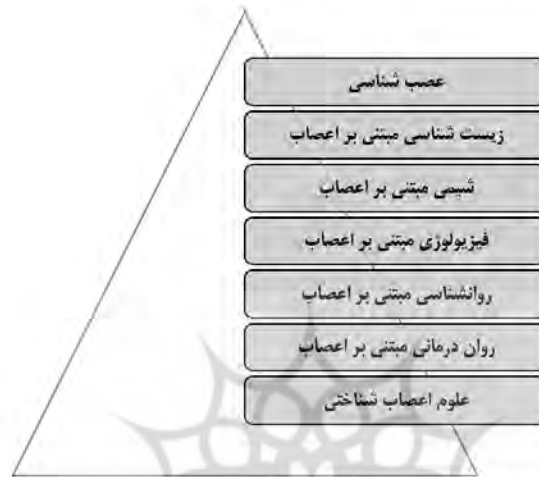 عصب شناسی
زیست شناسی مبتنی بر اعصاب
شیمی مبتنی بر اعصاب
فیزیولوژی مبتنی بر اعصاب
روانشناسی مبتنی بر اعصاب
روان درمانی مبتنی بر اعصاب
علوم اعصاب شناختی